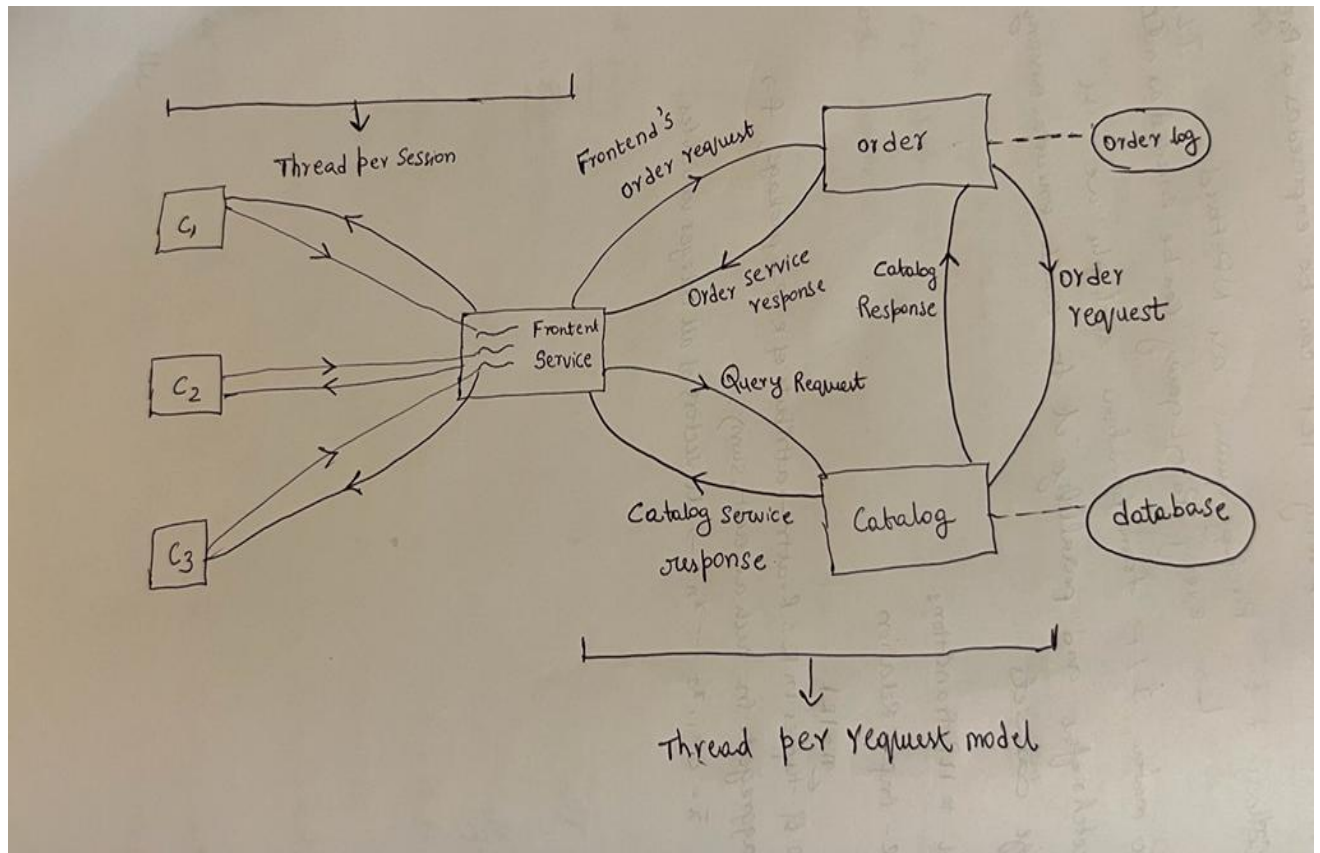 Thread per Session
C1
C2
C3
Frontent
Service
Frontend's
order request
Order service
response
Query Request
Catalog service
response
order
Order log
Catalog
Response
Order
request
Catalog
database
Thread per request model